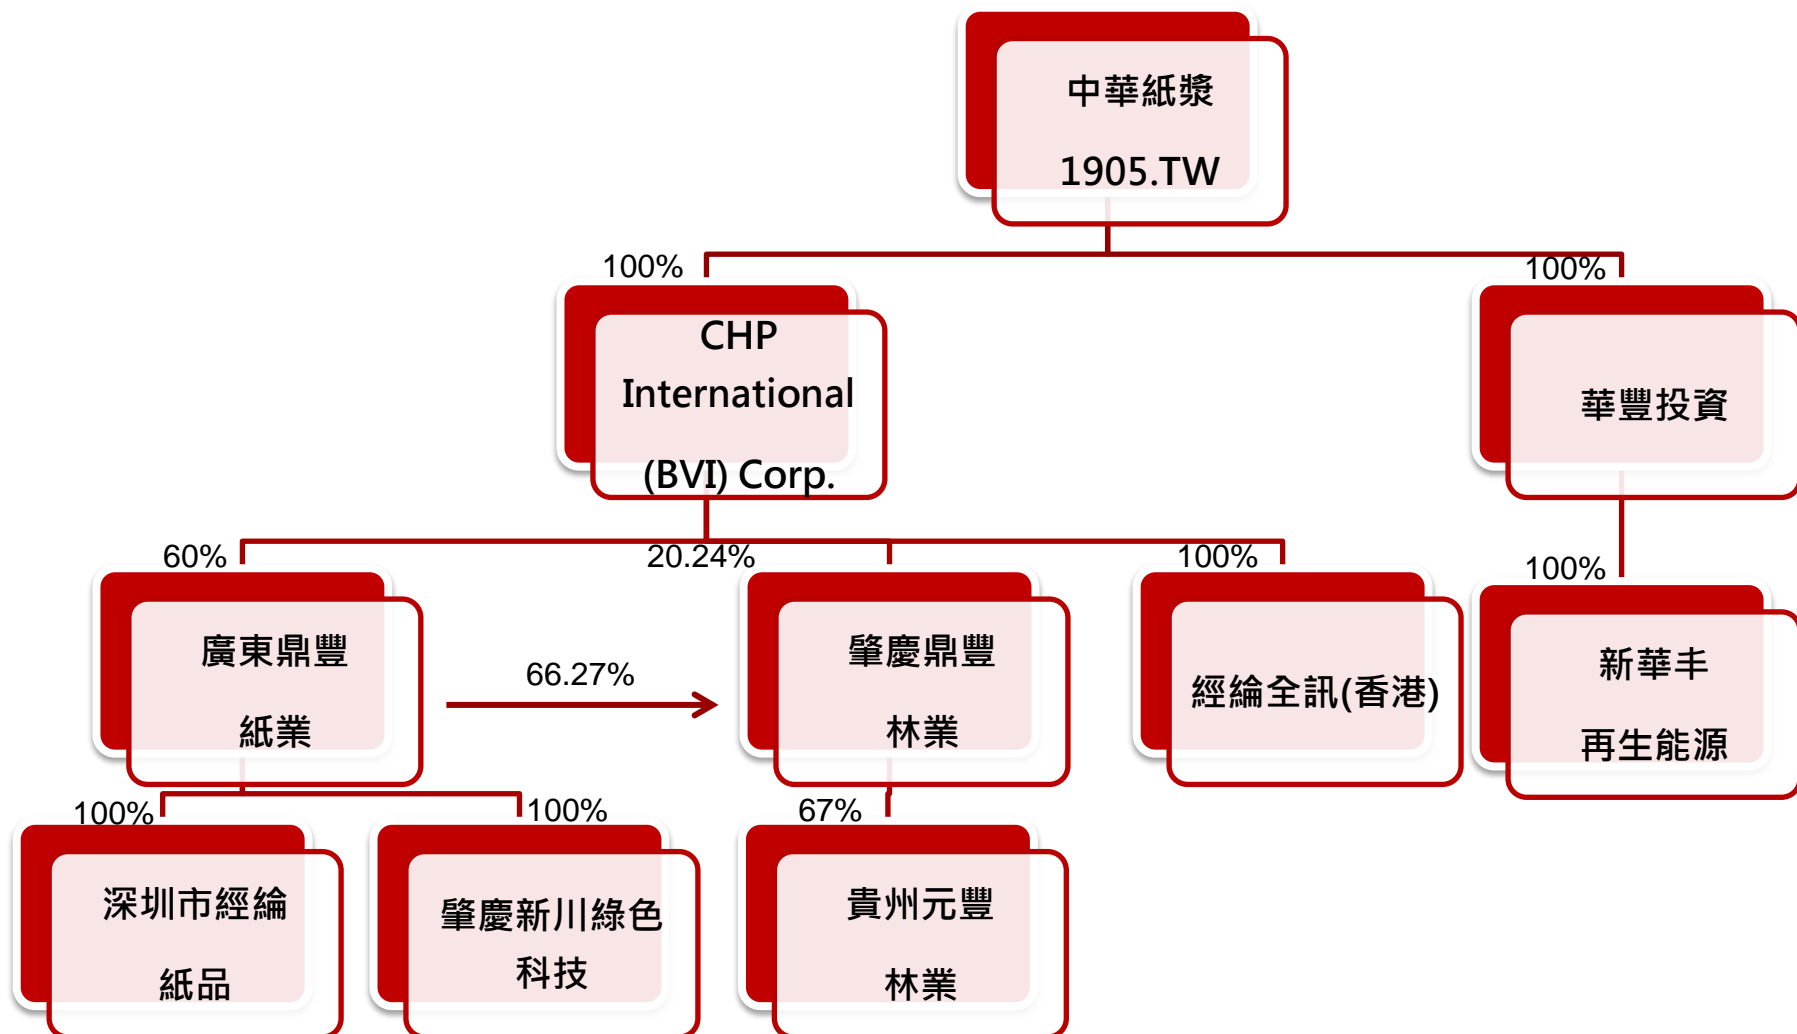 中華紙漿
1905.TW
100%
100%
CHP
International
(BVI) Corp.
華豐投資
60%
20.24%
100%
100%
廣東鼎豐
紙業
66.27%
肇慶鼎豐
林業
經綸全訊(香港)
新華丰
再生能源
100%
100%
67%
深圳市經綸
紙品
肇慶新川綠色
科技
貴州元豐
林業